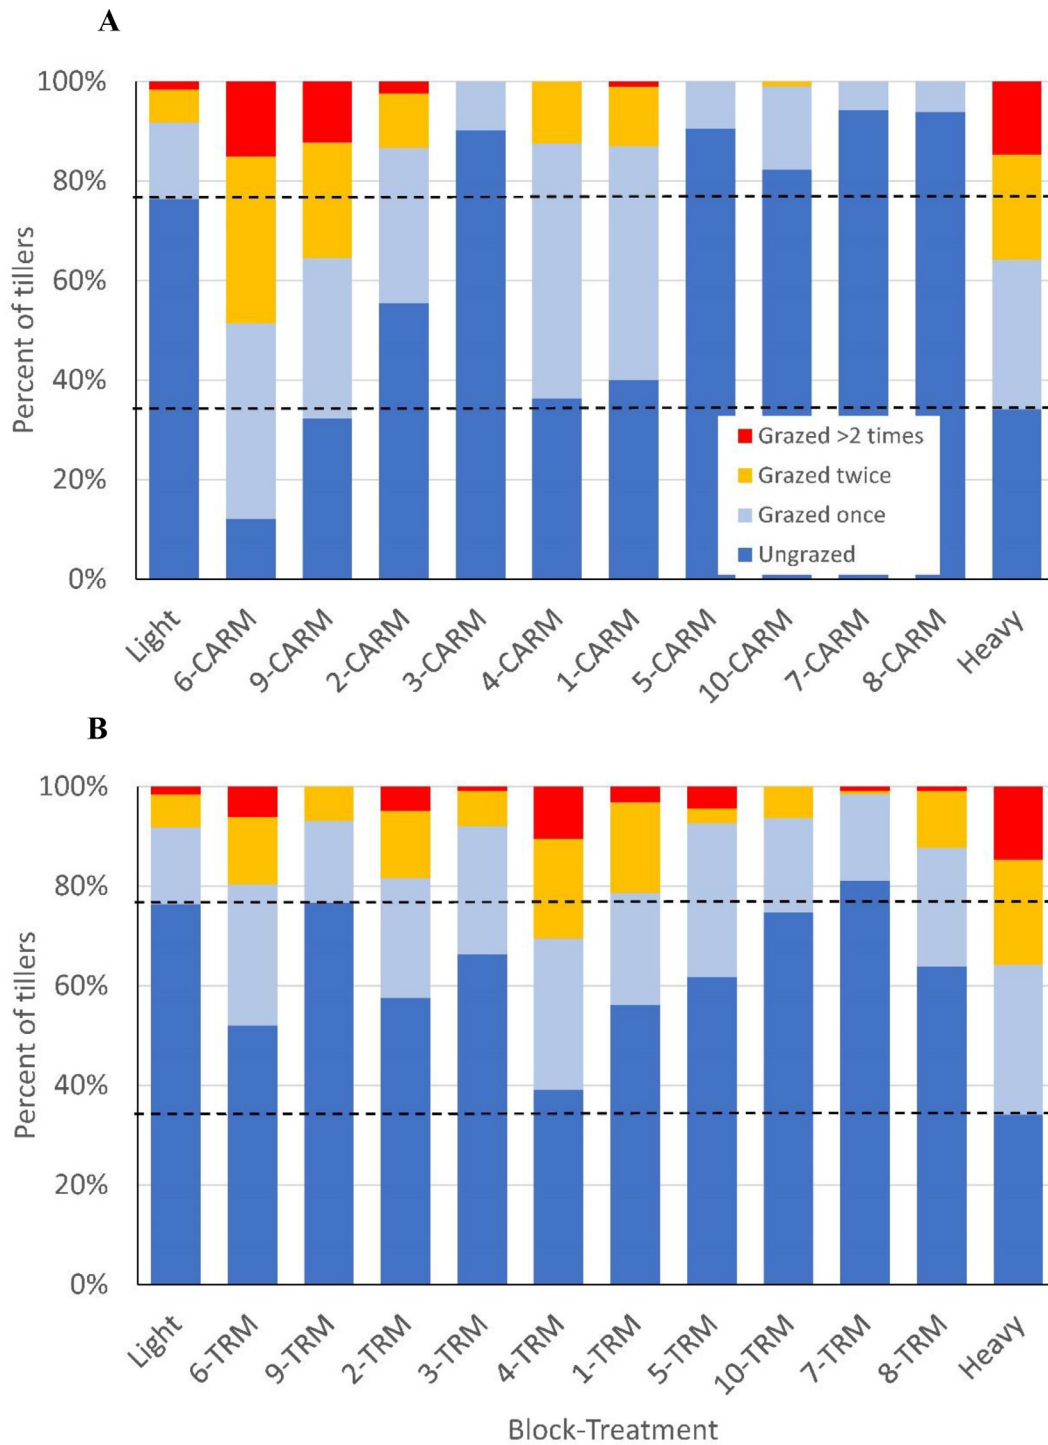 A
100%
80%
60%
40%
20%
0%
Percent of tillers
Grazed >2 times
Grazed twice
Grazed once
Ungrazed
Light
6-CARM
9-CARM
2-CARM
3-CARM
4-CARM
1-CARM
5-CARM
10-CARM
7-CARM
8-CARM
Heavy
B
100%
80%
60%
40%
20%
0%
Percent of tillers
Light
6-TRM
9-TRM
2-TRM
3-TRM
4-TRM
1-TRM
5-TRM
10-TRM
7-TRM
8-TRM
Heavy
Block-Treatment